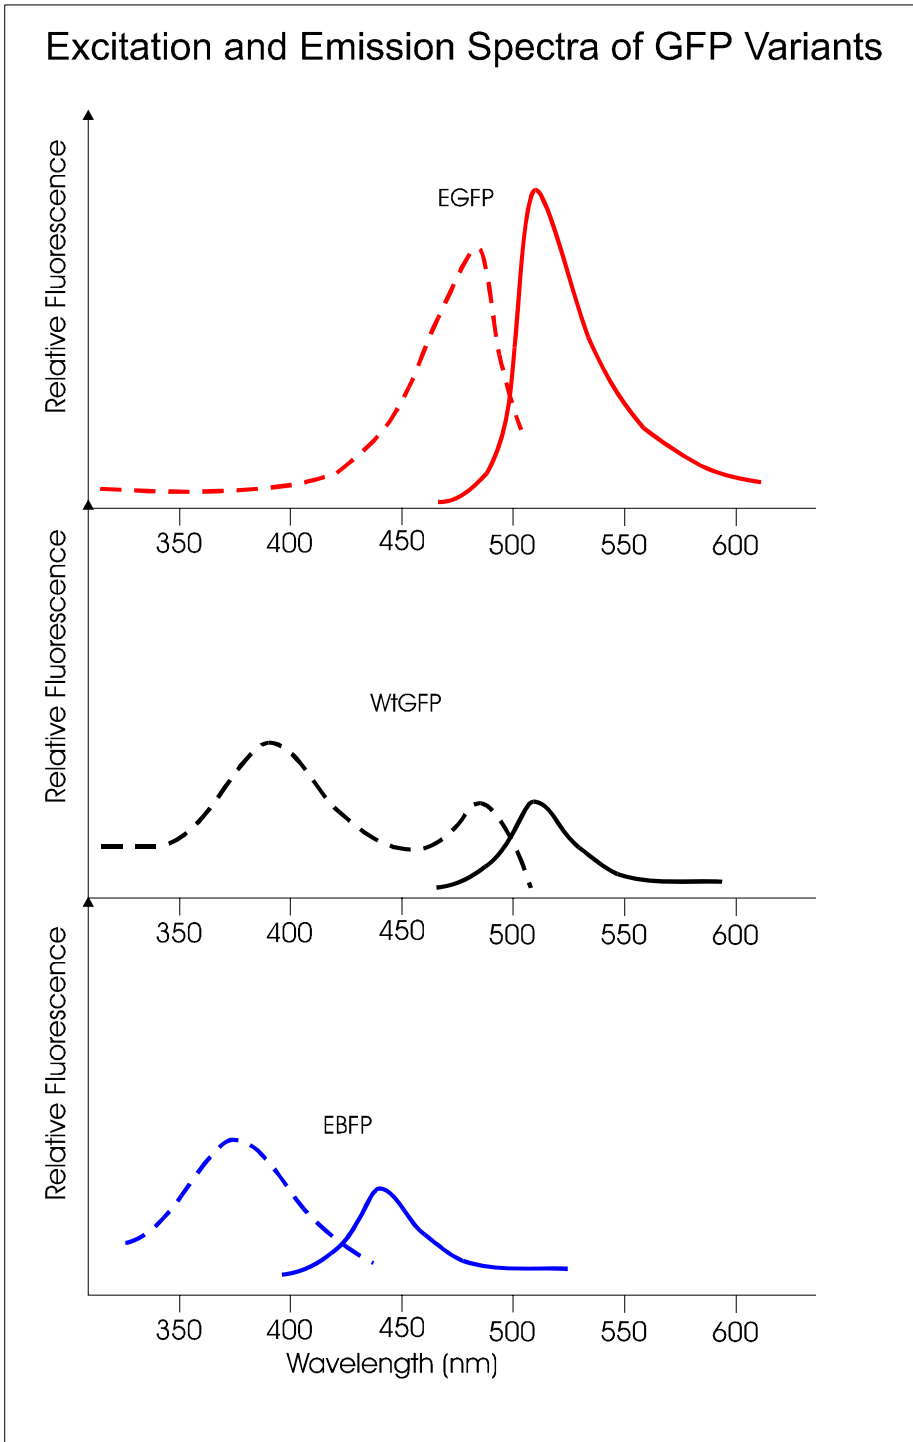 Excitation and Emission Spectra of GFP Variants
Relative Fluorescence
EGFP
350 400 450 500 550 600
Relative Fluorescence
WtGFP
350 400 450 500 550 600
Relative Fluorescence
EBFP
350 400 450 500 550 600
Wavelength (nm)